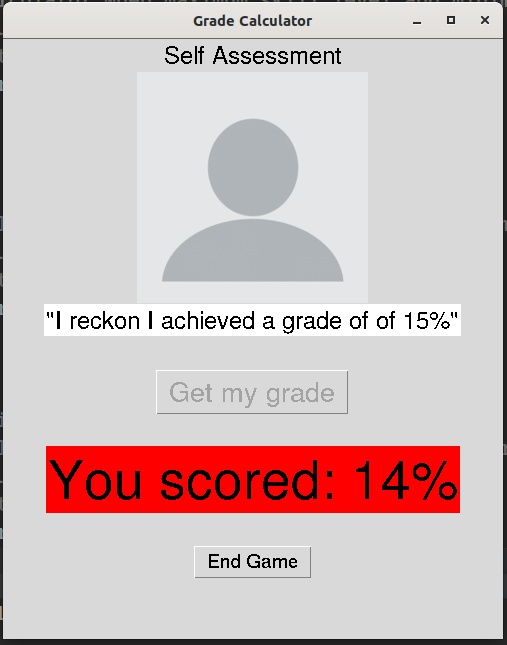 Grade Calculator
Self Assessment
"I reckon I achieved a grade of of 15%"
Get my grade
You scored: 14%
End Game